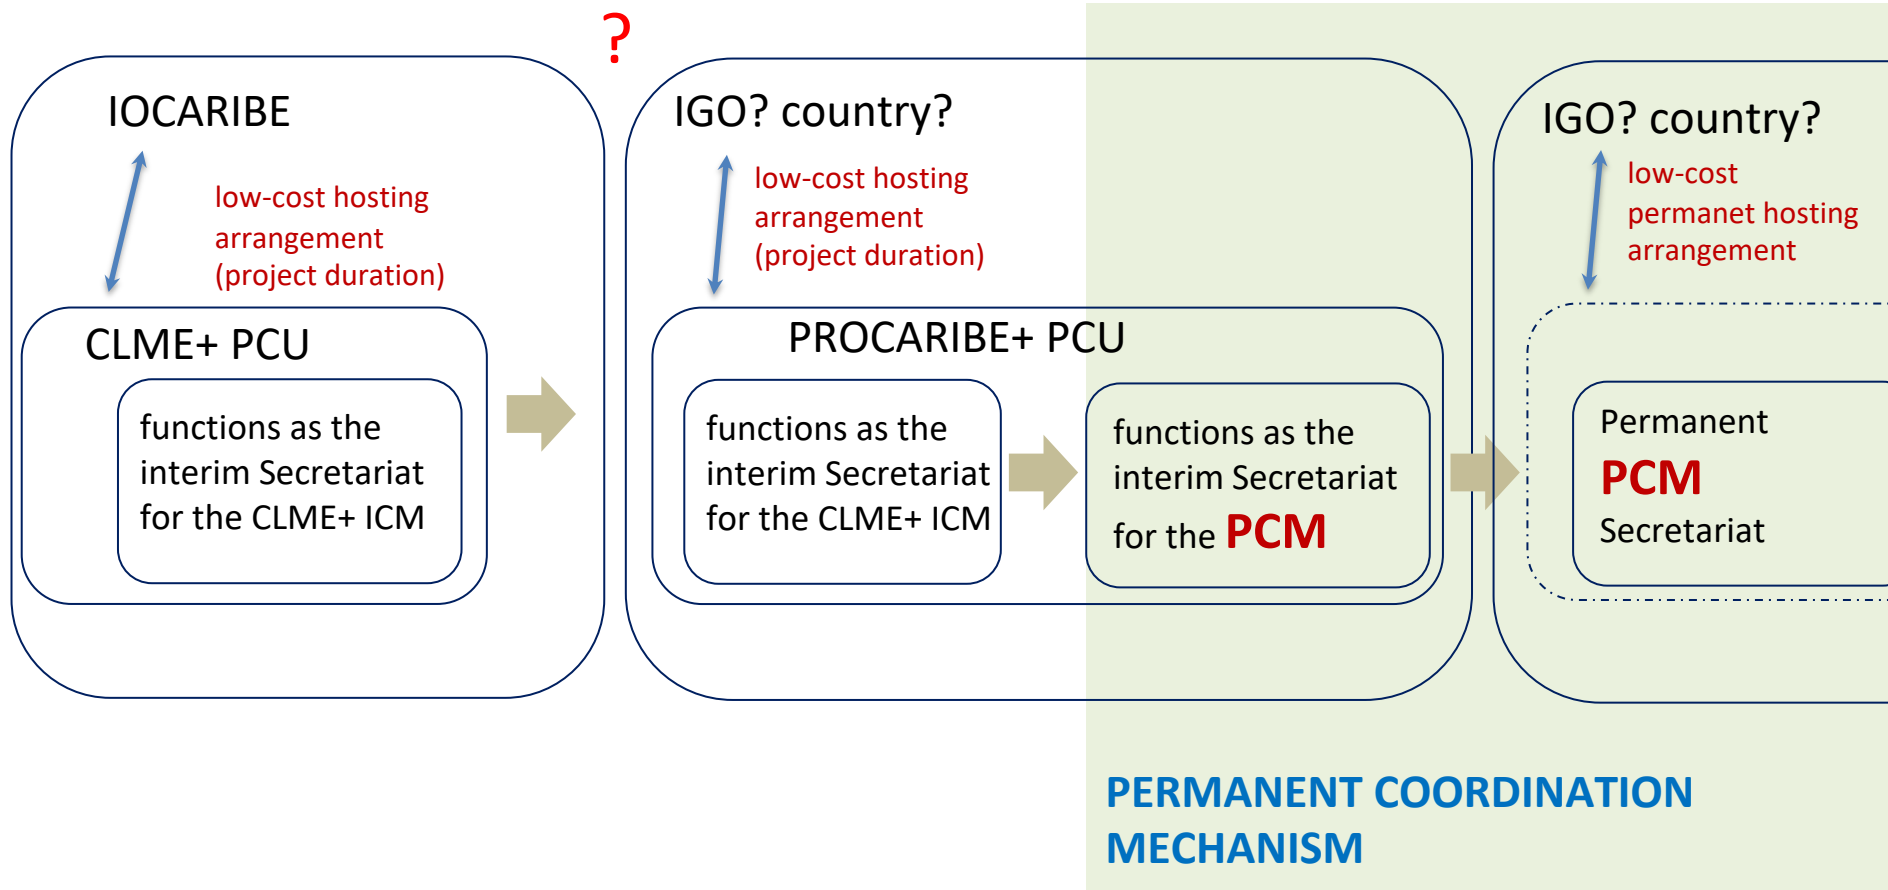 ?
IOCARIBE
low-cost hosting
arrangement
(project duration)
CLME+ PCU
functions as the
interim Secretariat
for the CLME+ ICM
IGO? country?
low-cost hosting
arrangement
(project duration)
PROCARIBE+ PCU
functions as the
interim Secretariat
for the CLME+ ICM
functions as the
interim Secretariat
for the PCM
IGO? country?
low-cost
permanet hosting
arrangement
Permanent
PCM
Secretariat
PERMANENT COORDINATION
MECHANISM